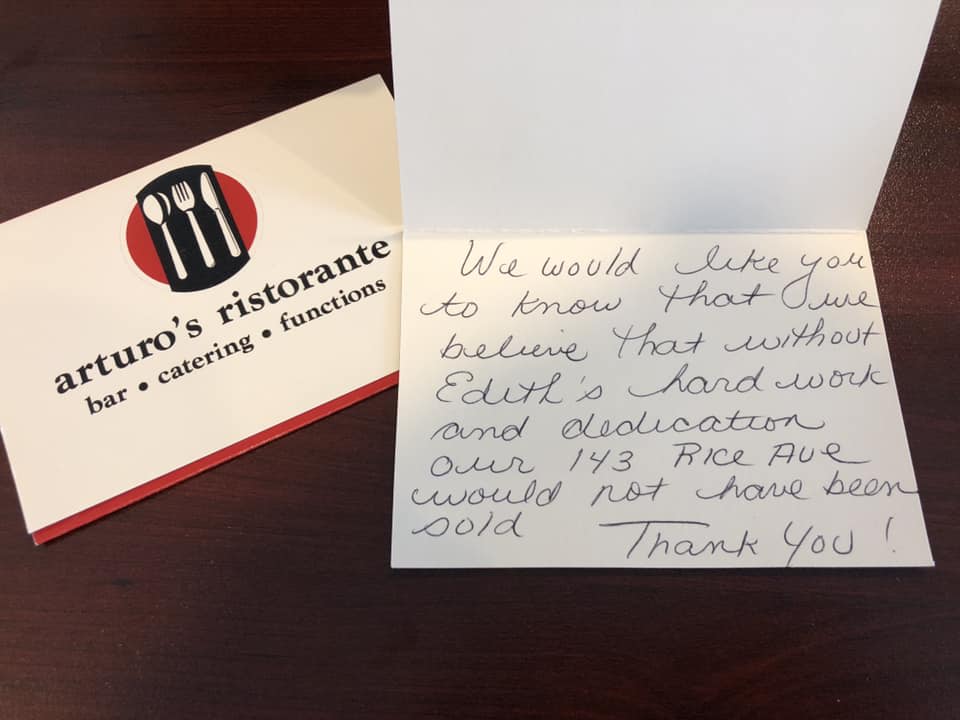 arturo's ristorante
bar • catering • functions
We would like you
to know that we
believe that without
Edith's hard work
and dedication
our 143 Rice Ave
would not have been
sold
Thank You!